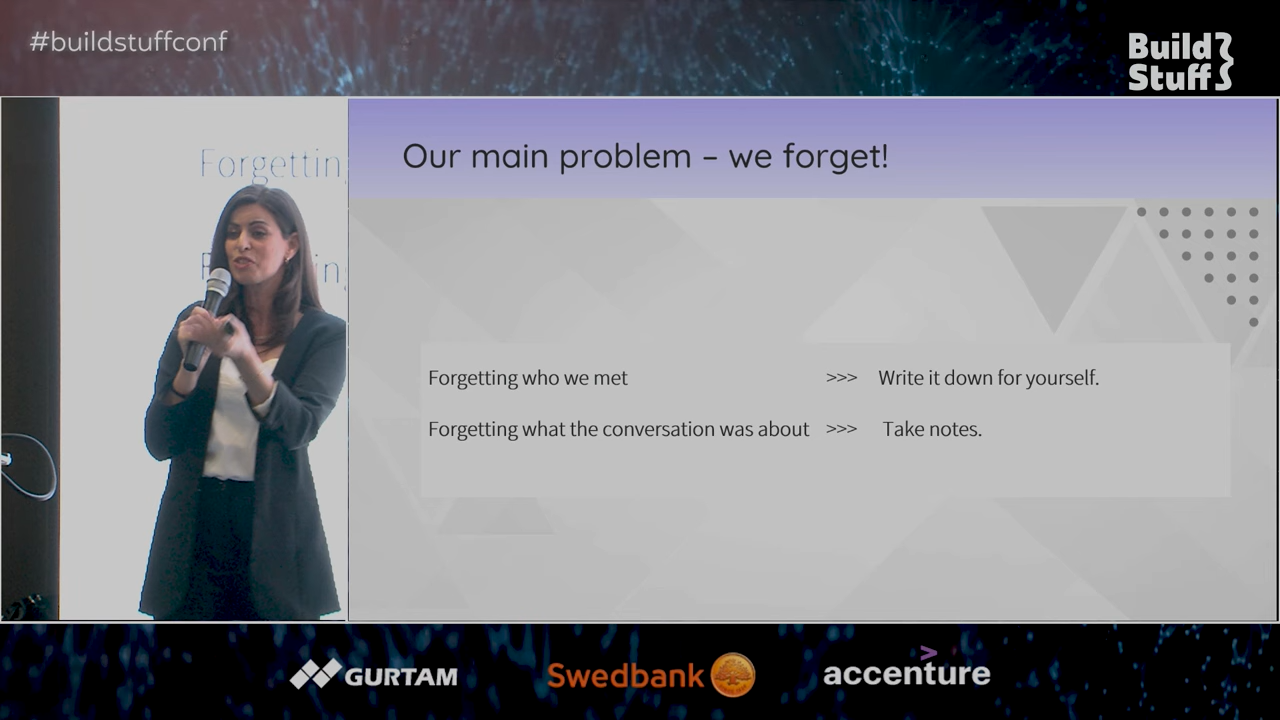 #buildstuffconf
Build
Stuff
Forgetting
Our main problem – we forget!
Forgetting who we met >>> Write it down for yourself.
Forgetting what the conversation was about >>> Take notes.
GURTAM
Swedbank
accenture